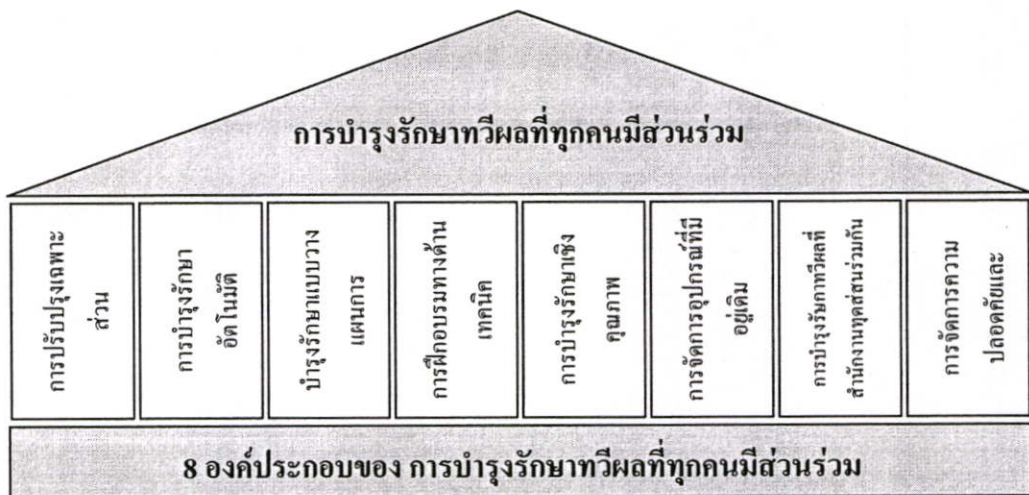 การบำรุงรักษาทวีผลที่ทุกคนมีส่วนร่วม
การปรับปรุงเฉพาะ
ส่วน
การบำรุงรักษา
อัตโนมัติ
บำรุงรักษาแบบวาง
แผนการ
การฝึกอบรมทางด้าน
เทคนิค
การบำรุงรักษาเชิง
คุณภาพ
การจัดการอุปกรณ์ที่มี
อยู่เดิม
การบำรุงรัษกาทวีผลที่
สำนักงานทุคส่สนร่วมกัน
การจัดการความ
ปลอดคัยและ
8 องค์ประกอบของ การบำรุงรักษาทวีผลที่ทุกคนมีส่วนร่วม